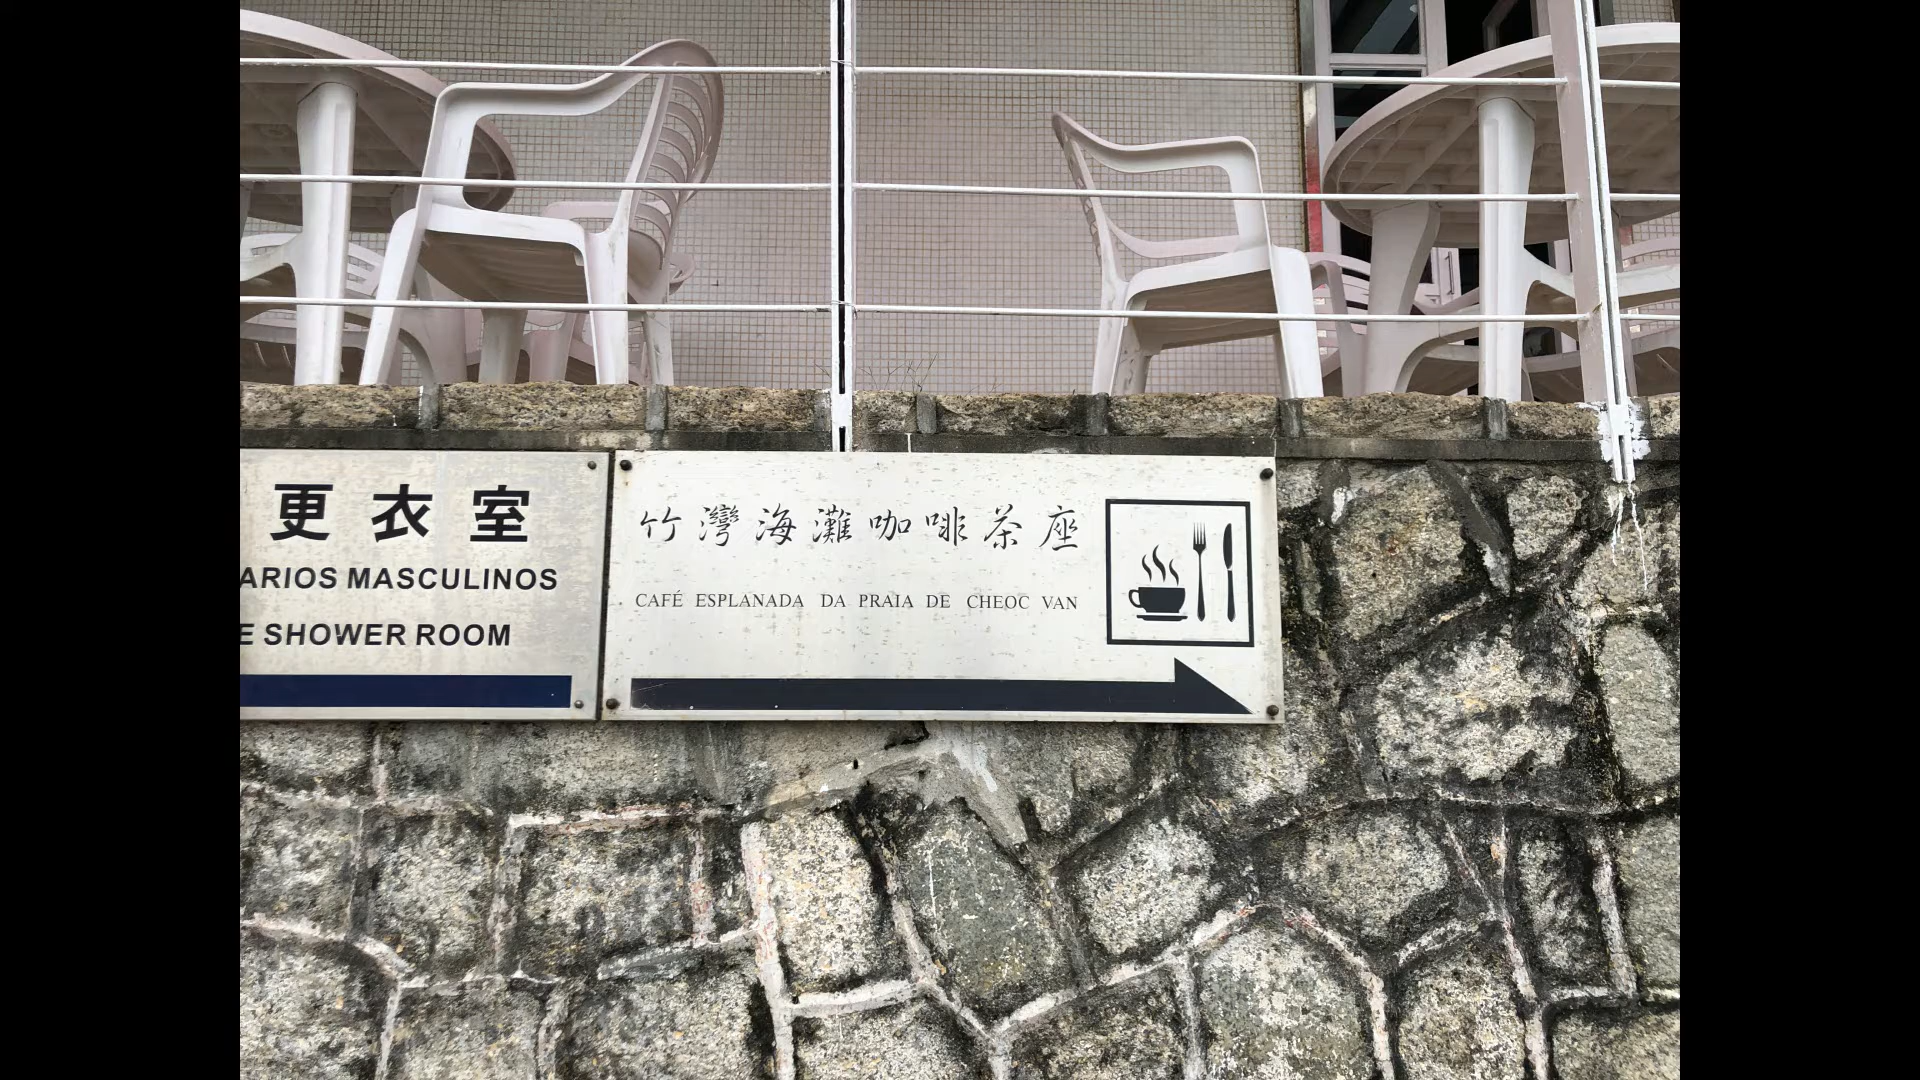 更衣室
ARIOS MASCULINOS
E SHOWER ROOM
竹灣海灘咖啡茶座
CAFÉ ESPLANADA DA PRAIA DE CHEOC VAN